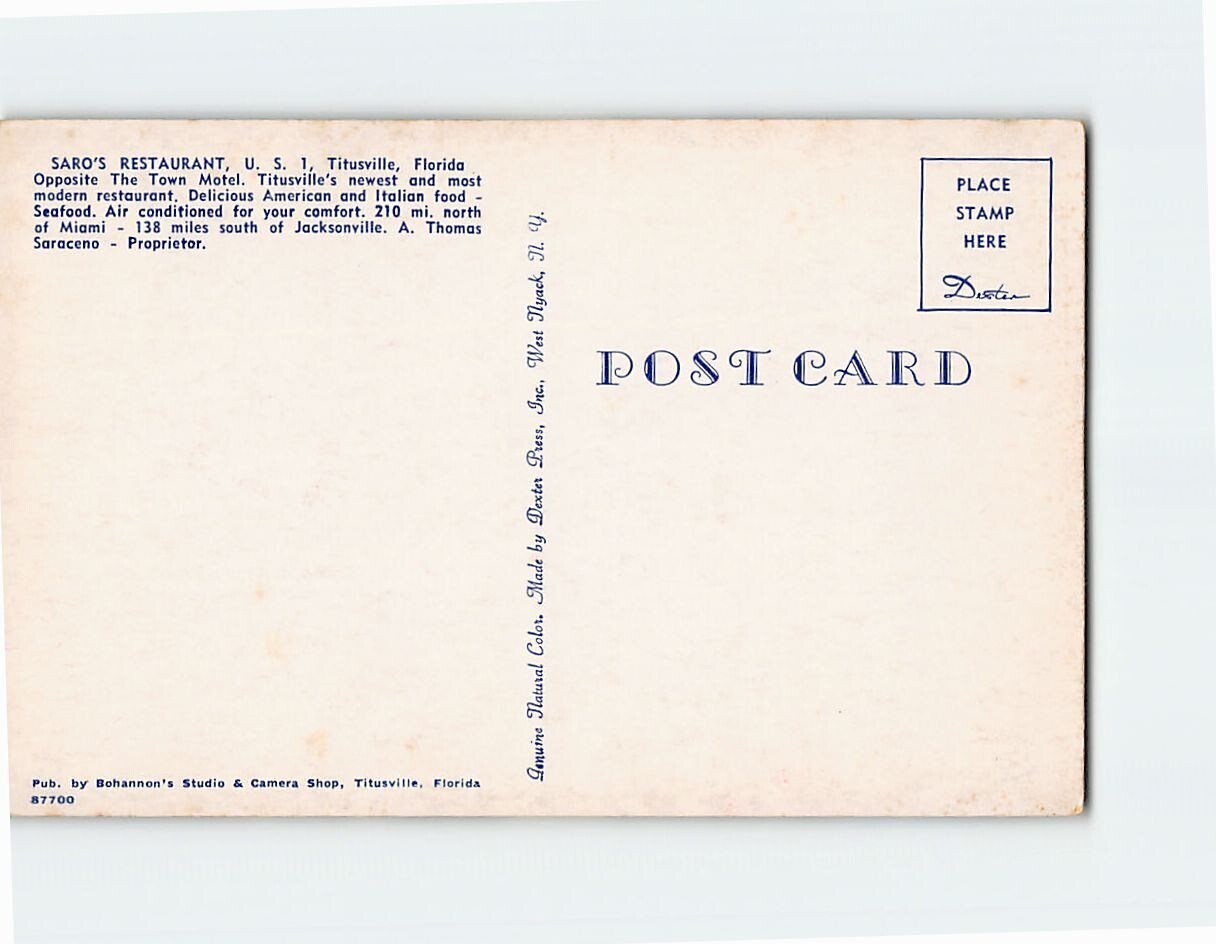 SARO'S RESTAURANT, U. S. 1, Titusville, Florida
Opposite The Town Motel. Titusville's newest and most
modern restaurant. Delicious American and Italian food -
Seafood. Air conditioned for your comfort. 210 mi. north
of Miami - 138 miles south of Jacksonville. A. Thomas
Saraceno - Proprietor.
Pub. by Bohannon's Studio & Camera Shop, Titusville, Florida
87700
Genuine Natural Color. Made by Dexter Press, Inc., West Nyack, N. Y.
PLACE
STAMP
HERE
Dexter
POST CARD